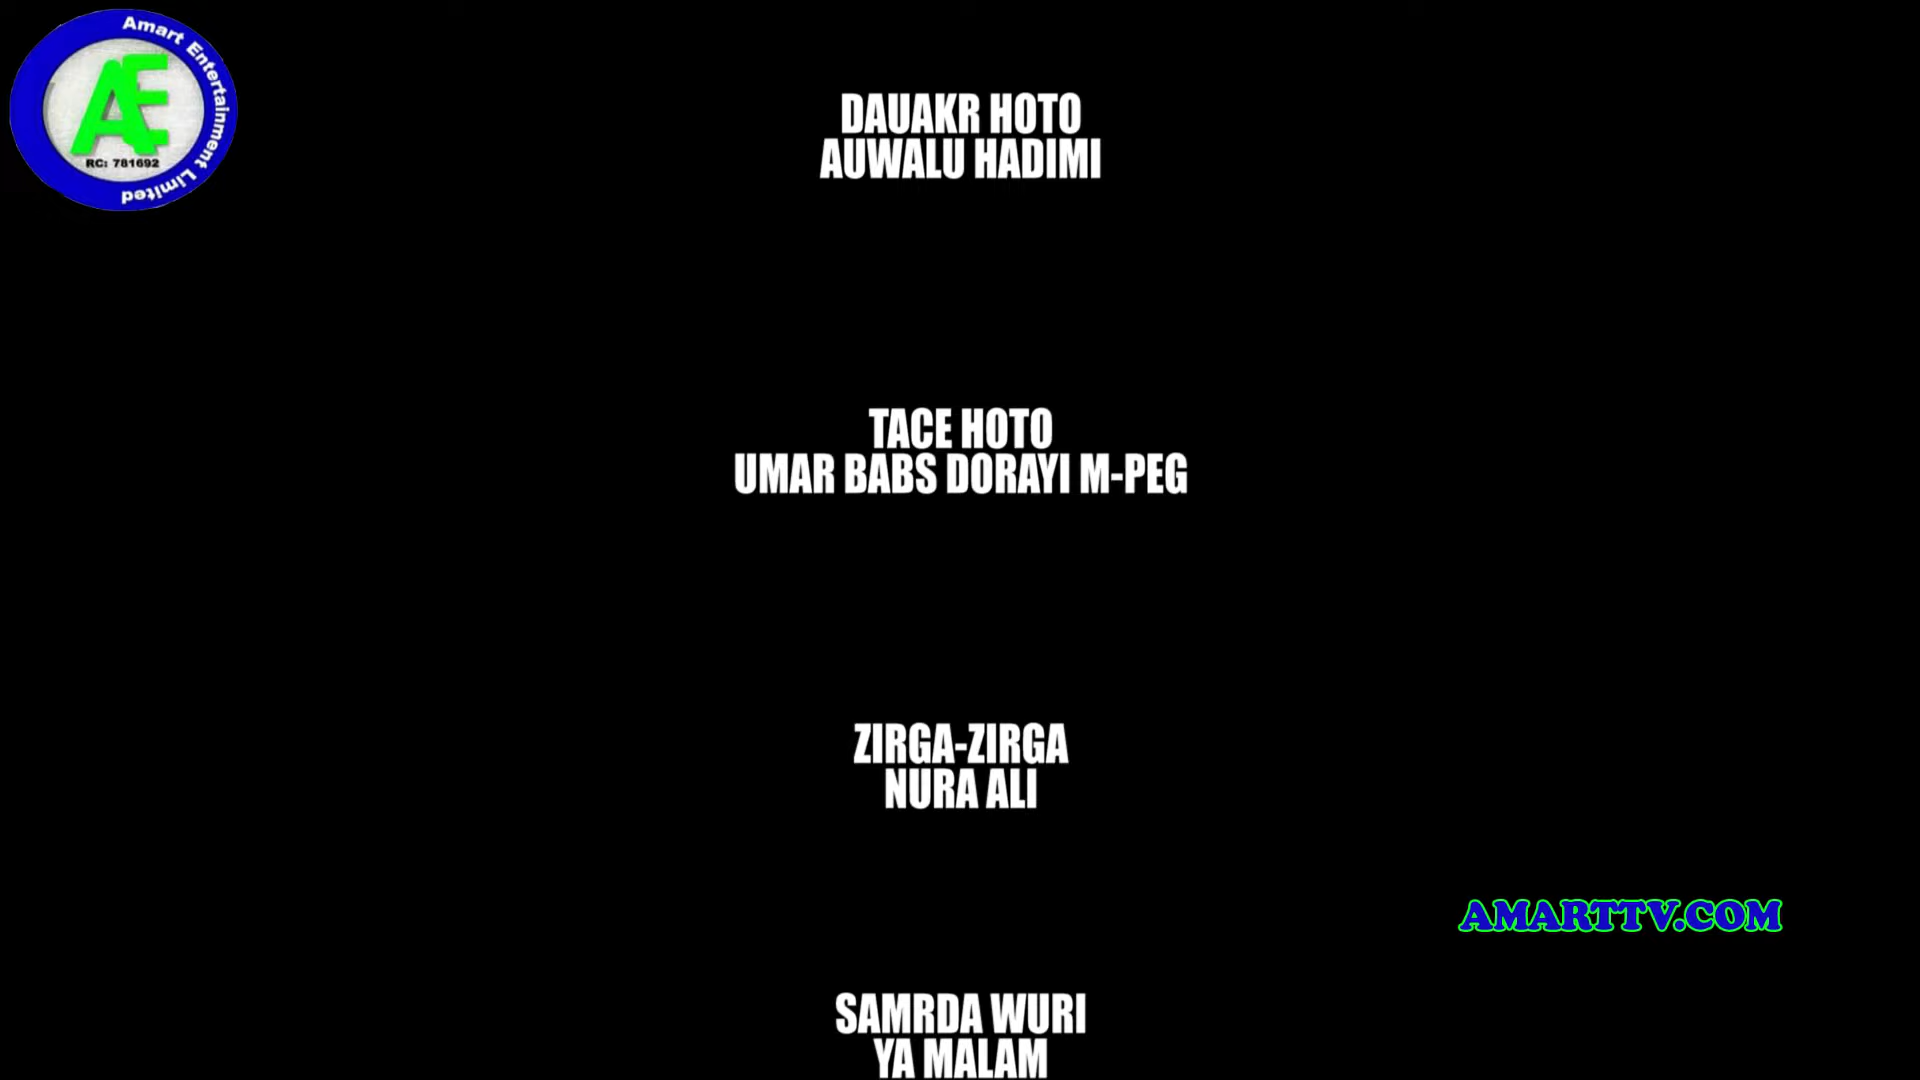 Amart Entertainment Limited
AE
RC: 781692
DAUAKR HOTO
AUWALU HADIMI
TACE HOTO
UMAR BABS DORAYI M-PEG
ZIRGA-ZIRGA
NURA ALI
AMARTTV.COM
SAMRDA WURI
YA MALAM